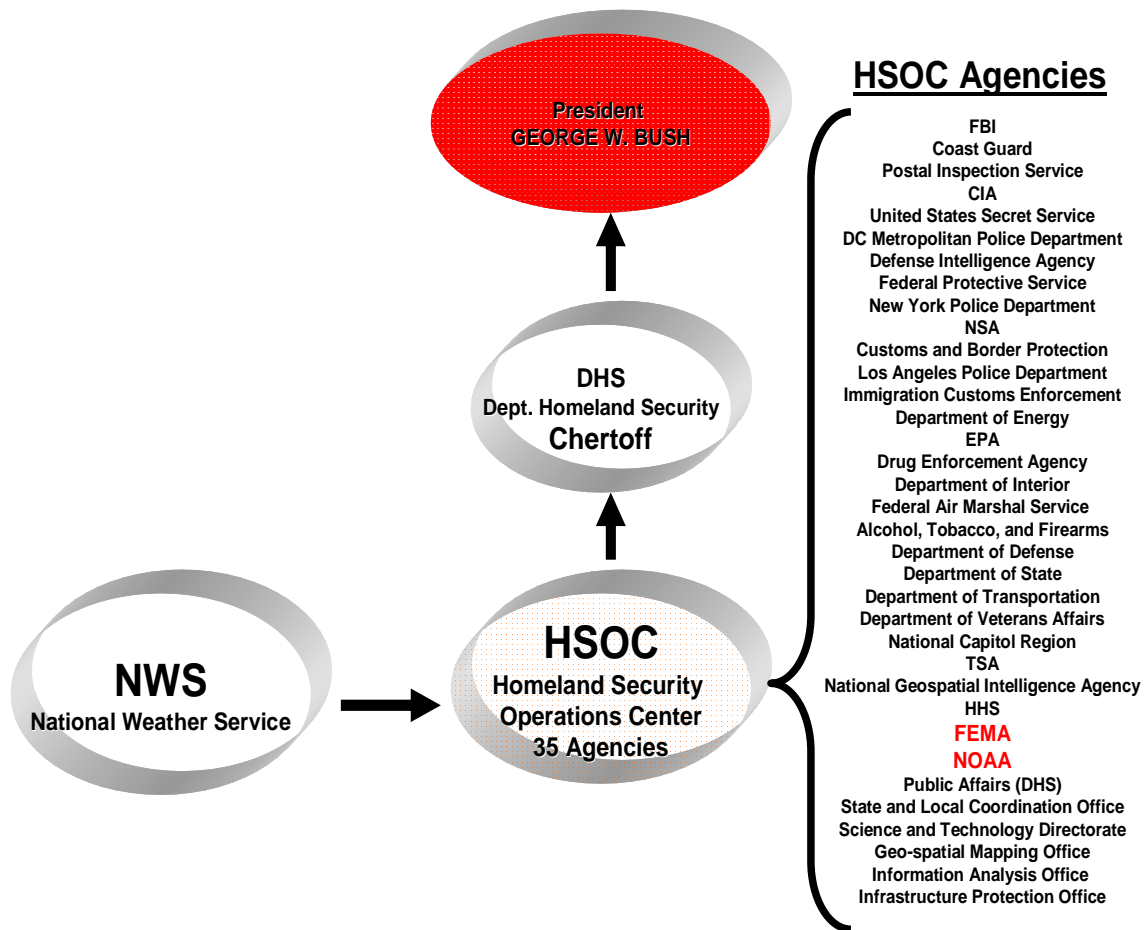 President
GEORGE W. BUSH
DHS
Dept. Homeland Security
Chertoff
NWS
National Weather Service
HSOC
Homeland Security
Operations Center
35 Agencies
HSOC Agencies
FBI
Coast Guard
Postal Inspection Service
CIA
United States Secret Service
DC Metropolitan Police Department
Defense Intelligence Agency
Federal Protective Service
New York Police Department
NSA
Customs and Border Protection
Los Angeles Police Department
Immigration Customs Enforcement
Department of Energy
EPA
Drug Enforcement Agency
Department of Interior
Federal Air Marshal Service
Alcohol, Tobacco, and Firearms
Department of Defense
Department of State
Department of Transportation
Department of Veterans Affairs
National Capitol Region
TSA
National Geospatial Intelligence Agency
HHS
FEMA
NOAA
Public Affairs (DHS)
State and Local Coordination Office
Science and Technology Directorate
Geo-spatial Mapping Office
Information Analysis Office
Infrastructure Protection Office